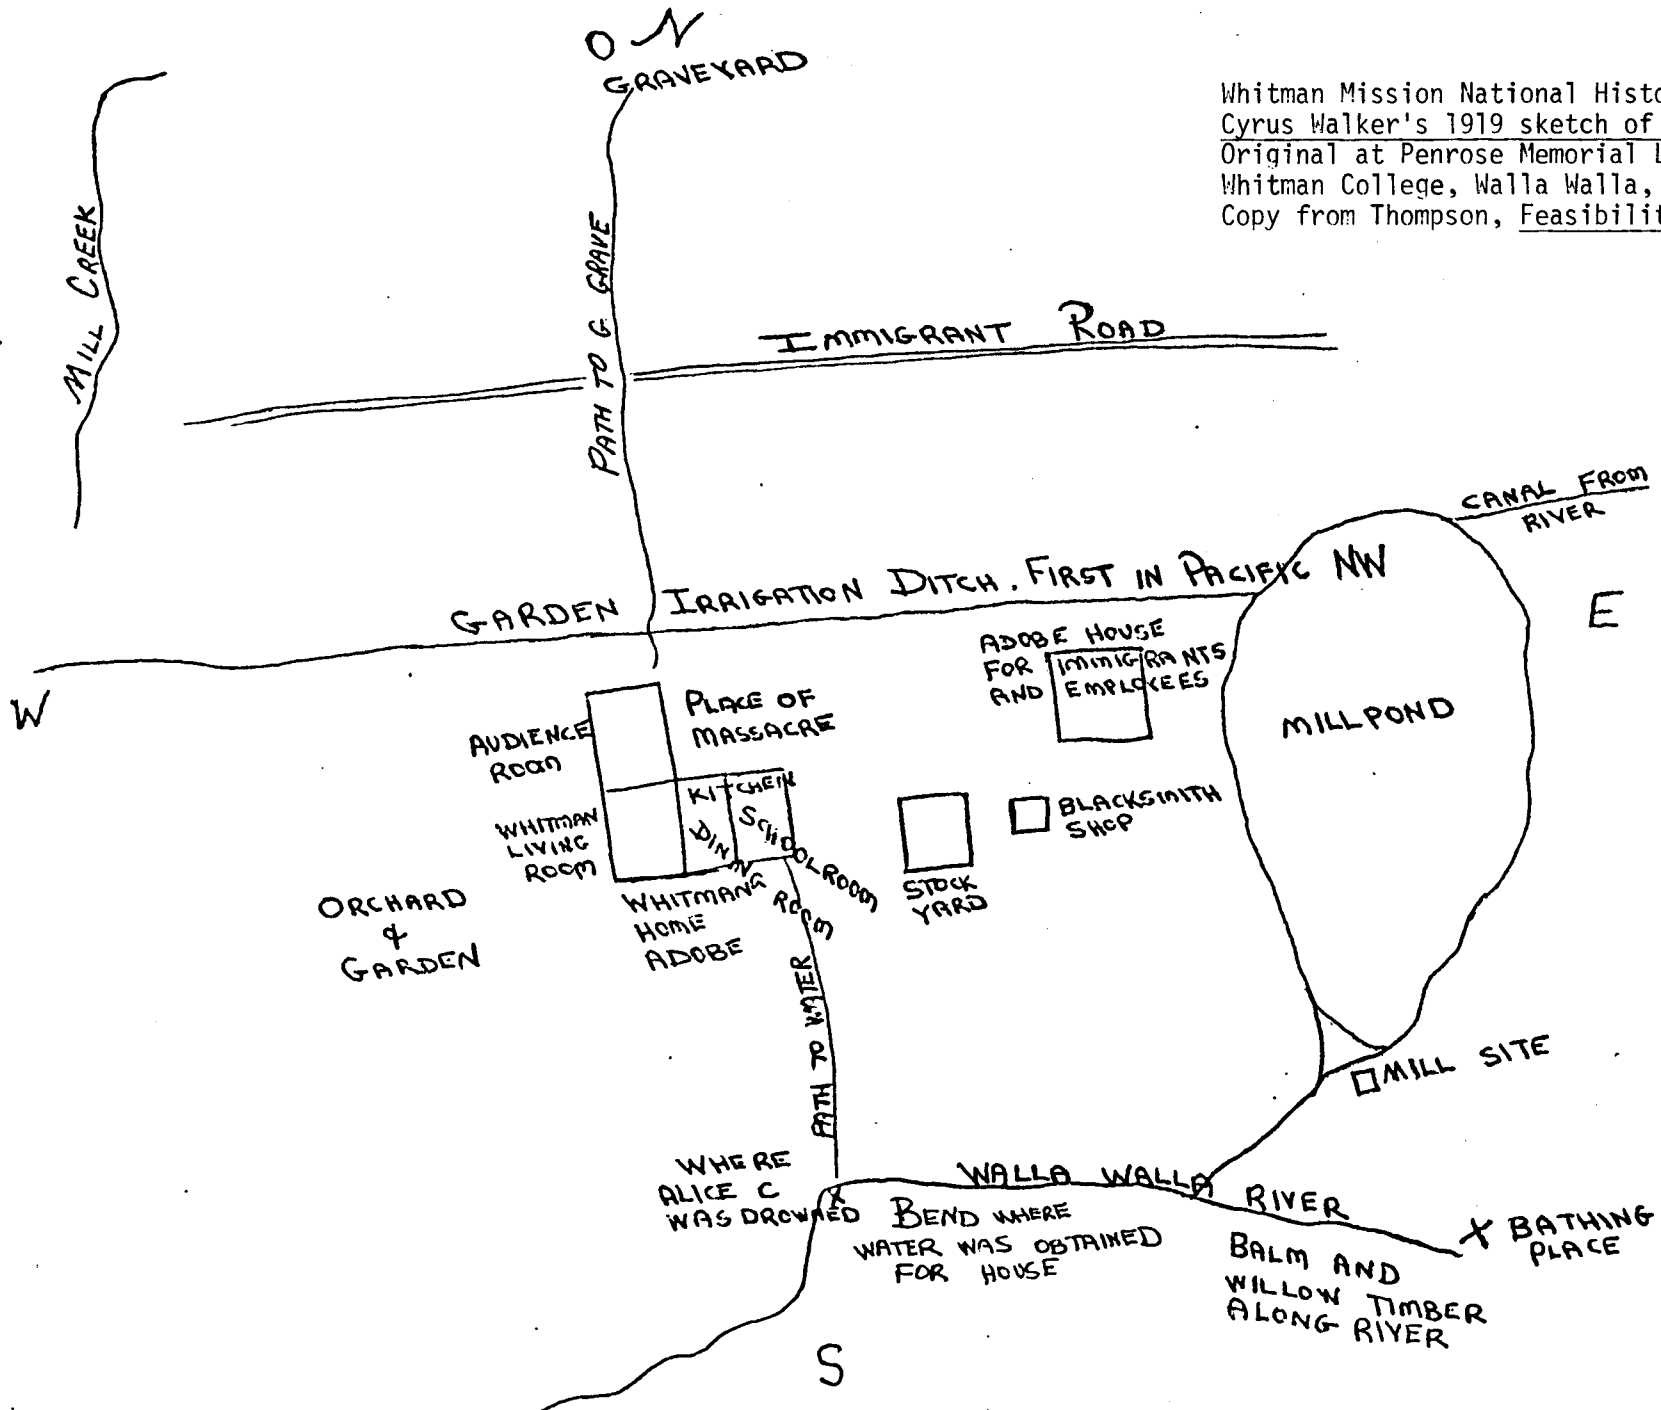 N
GRAVEYARD
Whitman Mission National Histo
Cyrus Walker's 1919 sketch of
Original at Penrose Memorial L
Whitman College, Walla Walla,
Copy from Thompson, Feasibilit
MILL CREEK
PATH TO G GRAVE
IMMIGRANT ROAD
CANAL FROM
RIVER
GARDEN IRRIGATION DITCH. FIRST IN PACIFIC NW
E
W
ADOBE HOUSE
FOR IMMIGRANTS
AND EMPLOYEES
MILLPOND
PLACE OF
MASSACRE
AUDIENCE
ROOM
KITCHEIN
SCHOOLROOM
DINING ROOM
WHITMAN
LIVING
ROOM
BLACKSMITH
SHOP
STOCK
YARD
WHITMANG
HOME
ADOBE
ORCHARD
&
GARDEN
PATH TO WATER
MILL SITE
WHERE
ALICE C
WAS DROWNED
WALLA WALLA RIVER
BEND WHERE
WATER WAS OBTAINED
FOR HOUSE
X BATHING
PLACE
BALM AND
WILLOW TIMBER
ALONG RIVER
S